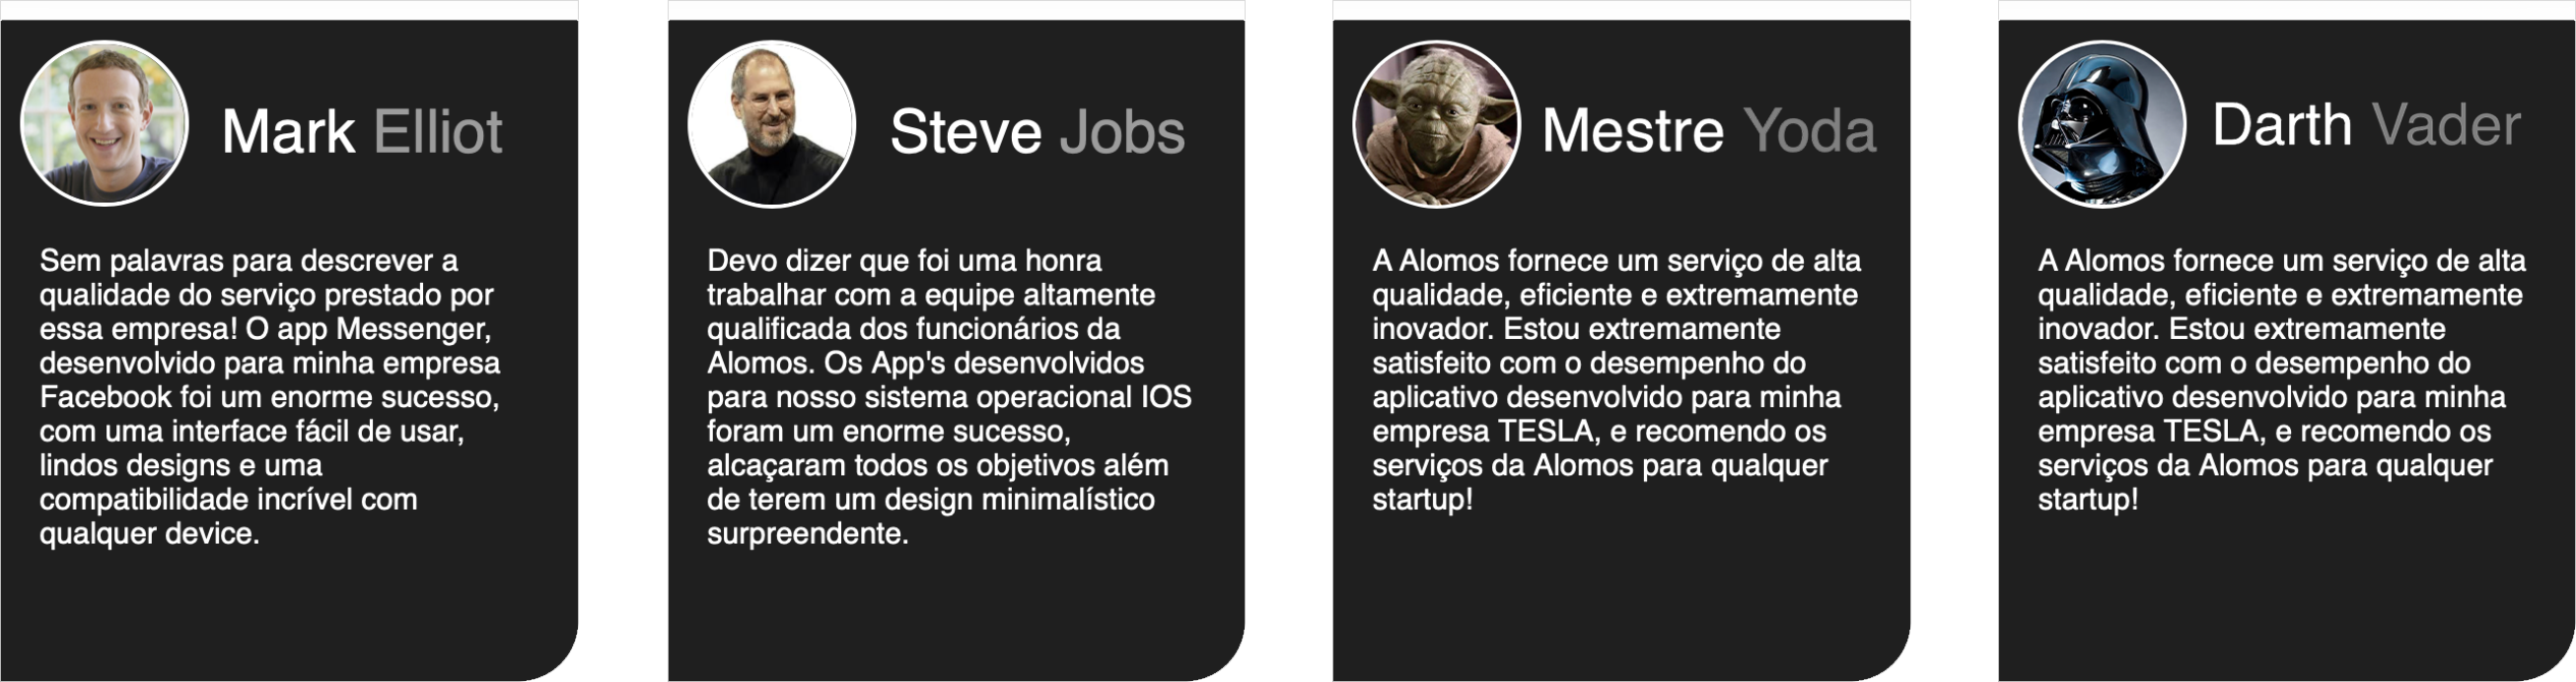 Mark Elliot
Sem palavras para descrever a
qualidade do serviço prestado por
essa empresa! O app Messenger,
desenvolvido para minha empresa
Facebook foi um enorme sucesso,
com uma interface fácil de usar,
lindos designs e uma
compatibilidade incrível com
qualquer device.
Steve Jobs
Devo dizer que foi uma honra
trabalhar com a equipe altamente
qualificada dos funcionários da
Alomos. Os App's desenvolvidos
para nosso sistema operacional IOS
foram um enorme sucesso,
alcaçaram todos os objetivos além
de terem um design minimalístico
surpreendente.
Mestre Yoda
A Alomos fornece um serviço de alta
qualidade, eficiente e extremamente
inovador. Estou extremamente
satisfeito com o desempenho do
aplicativo desenvolvido para minha
empresa TESLA, e recomendo os
serviços da Alomos para qualquer
startup!
Darth Vader
A Alomos fornece um serviço de alta
qualidade, eficiente e extremamente
inovador. Estou extremamente
satisfeito com o desempenho do
aplicativo desenvolvido para minha
empresa TESLA, e recomendo os
serviços da Alomos para qualquer
startup!